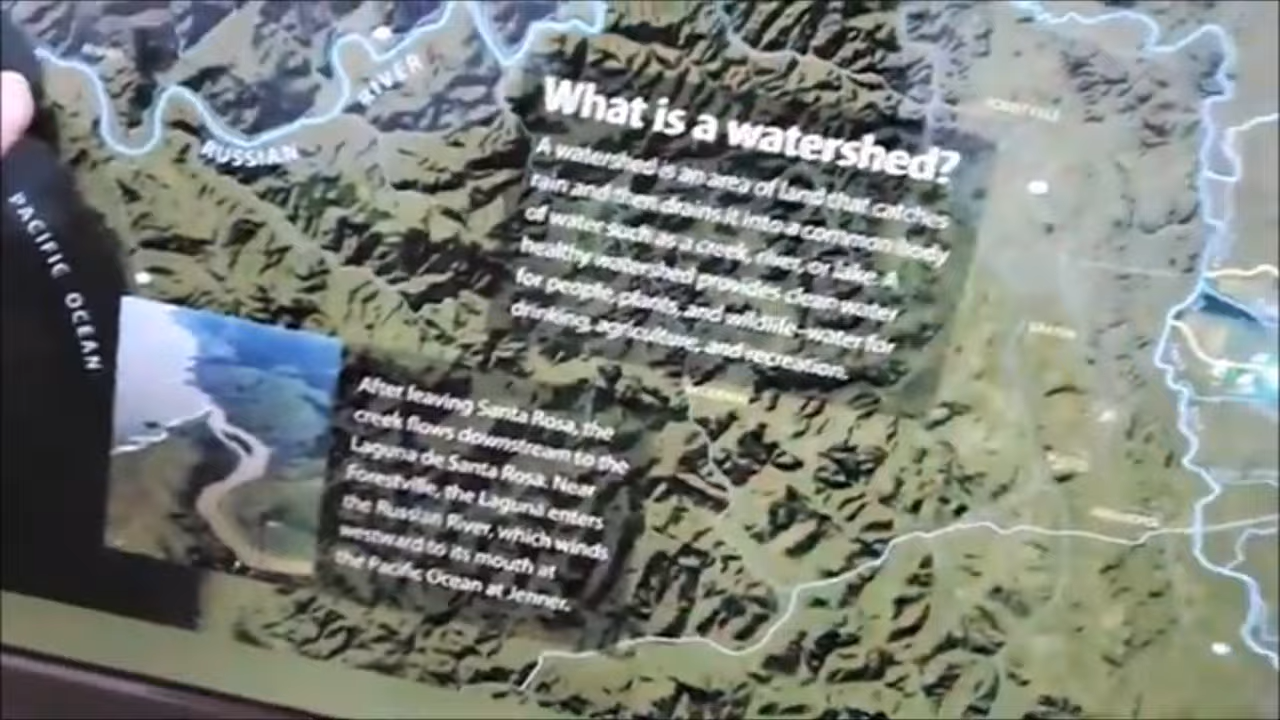 RIVER
RUSSIAN
PACIFIC OCEAN
What is a watershed?
A watershed is an area of land that catches
rain and then drains it into a common body
of water such as a creek, river, or lake. A
healthy watershed provides clean water
for people, plants, and wildlife–water for
drinking, agriculture, and recreation.
After leaving Santa Rosa, the
creek flows downstream to the
Laguna de Santa Rosa. Near
Forestville, the Laguna enters
the Russian River, which winds
westward to its mouth at
the Pacific Ocean at Jenner.